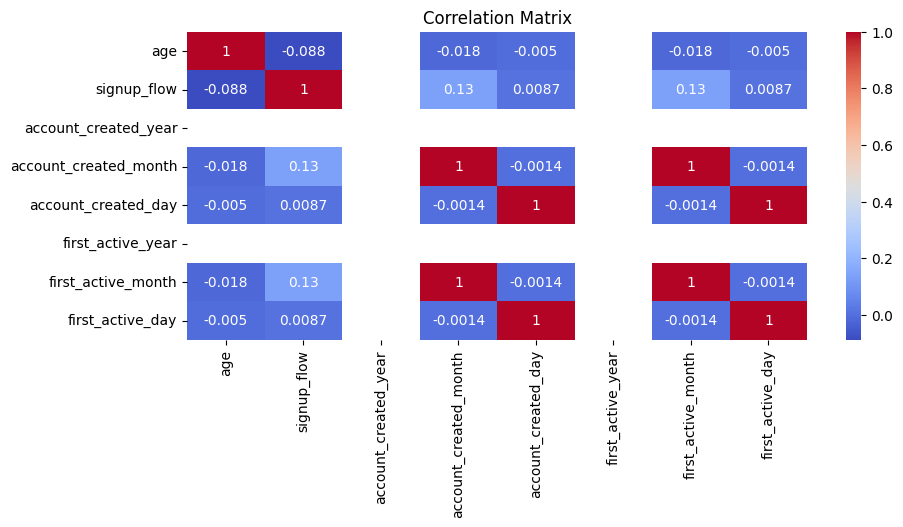 Correlation Matrix
age 1 -0.088 -0.018 -0.005 -0.018 -0.005
signup_flow -0.088 1 0.13 0.0087 0.13 0.0087
account_created_year
account_created_month -0.018 0.13 1 -0.0014 1 -0.0014
account_created_day -0.005 0.0087 -0.0014 1 -0.0014 1
first_active_year
first_active_month -0.018 0.13 1 -0.0014 1 -0.0014
first_active_day -0.005 0.0087 -0.0014 1 -0.0014 1
age
signup_flow
account_created_year
account_created_month
account_created_day
first_active_year
first_active_month
first_active_day
1.0
0.8
0.6
0.4
0.2
0.0